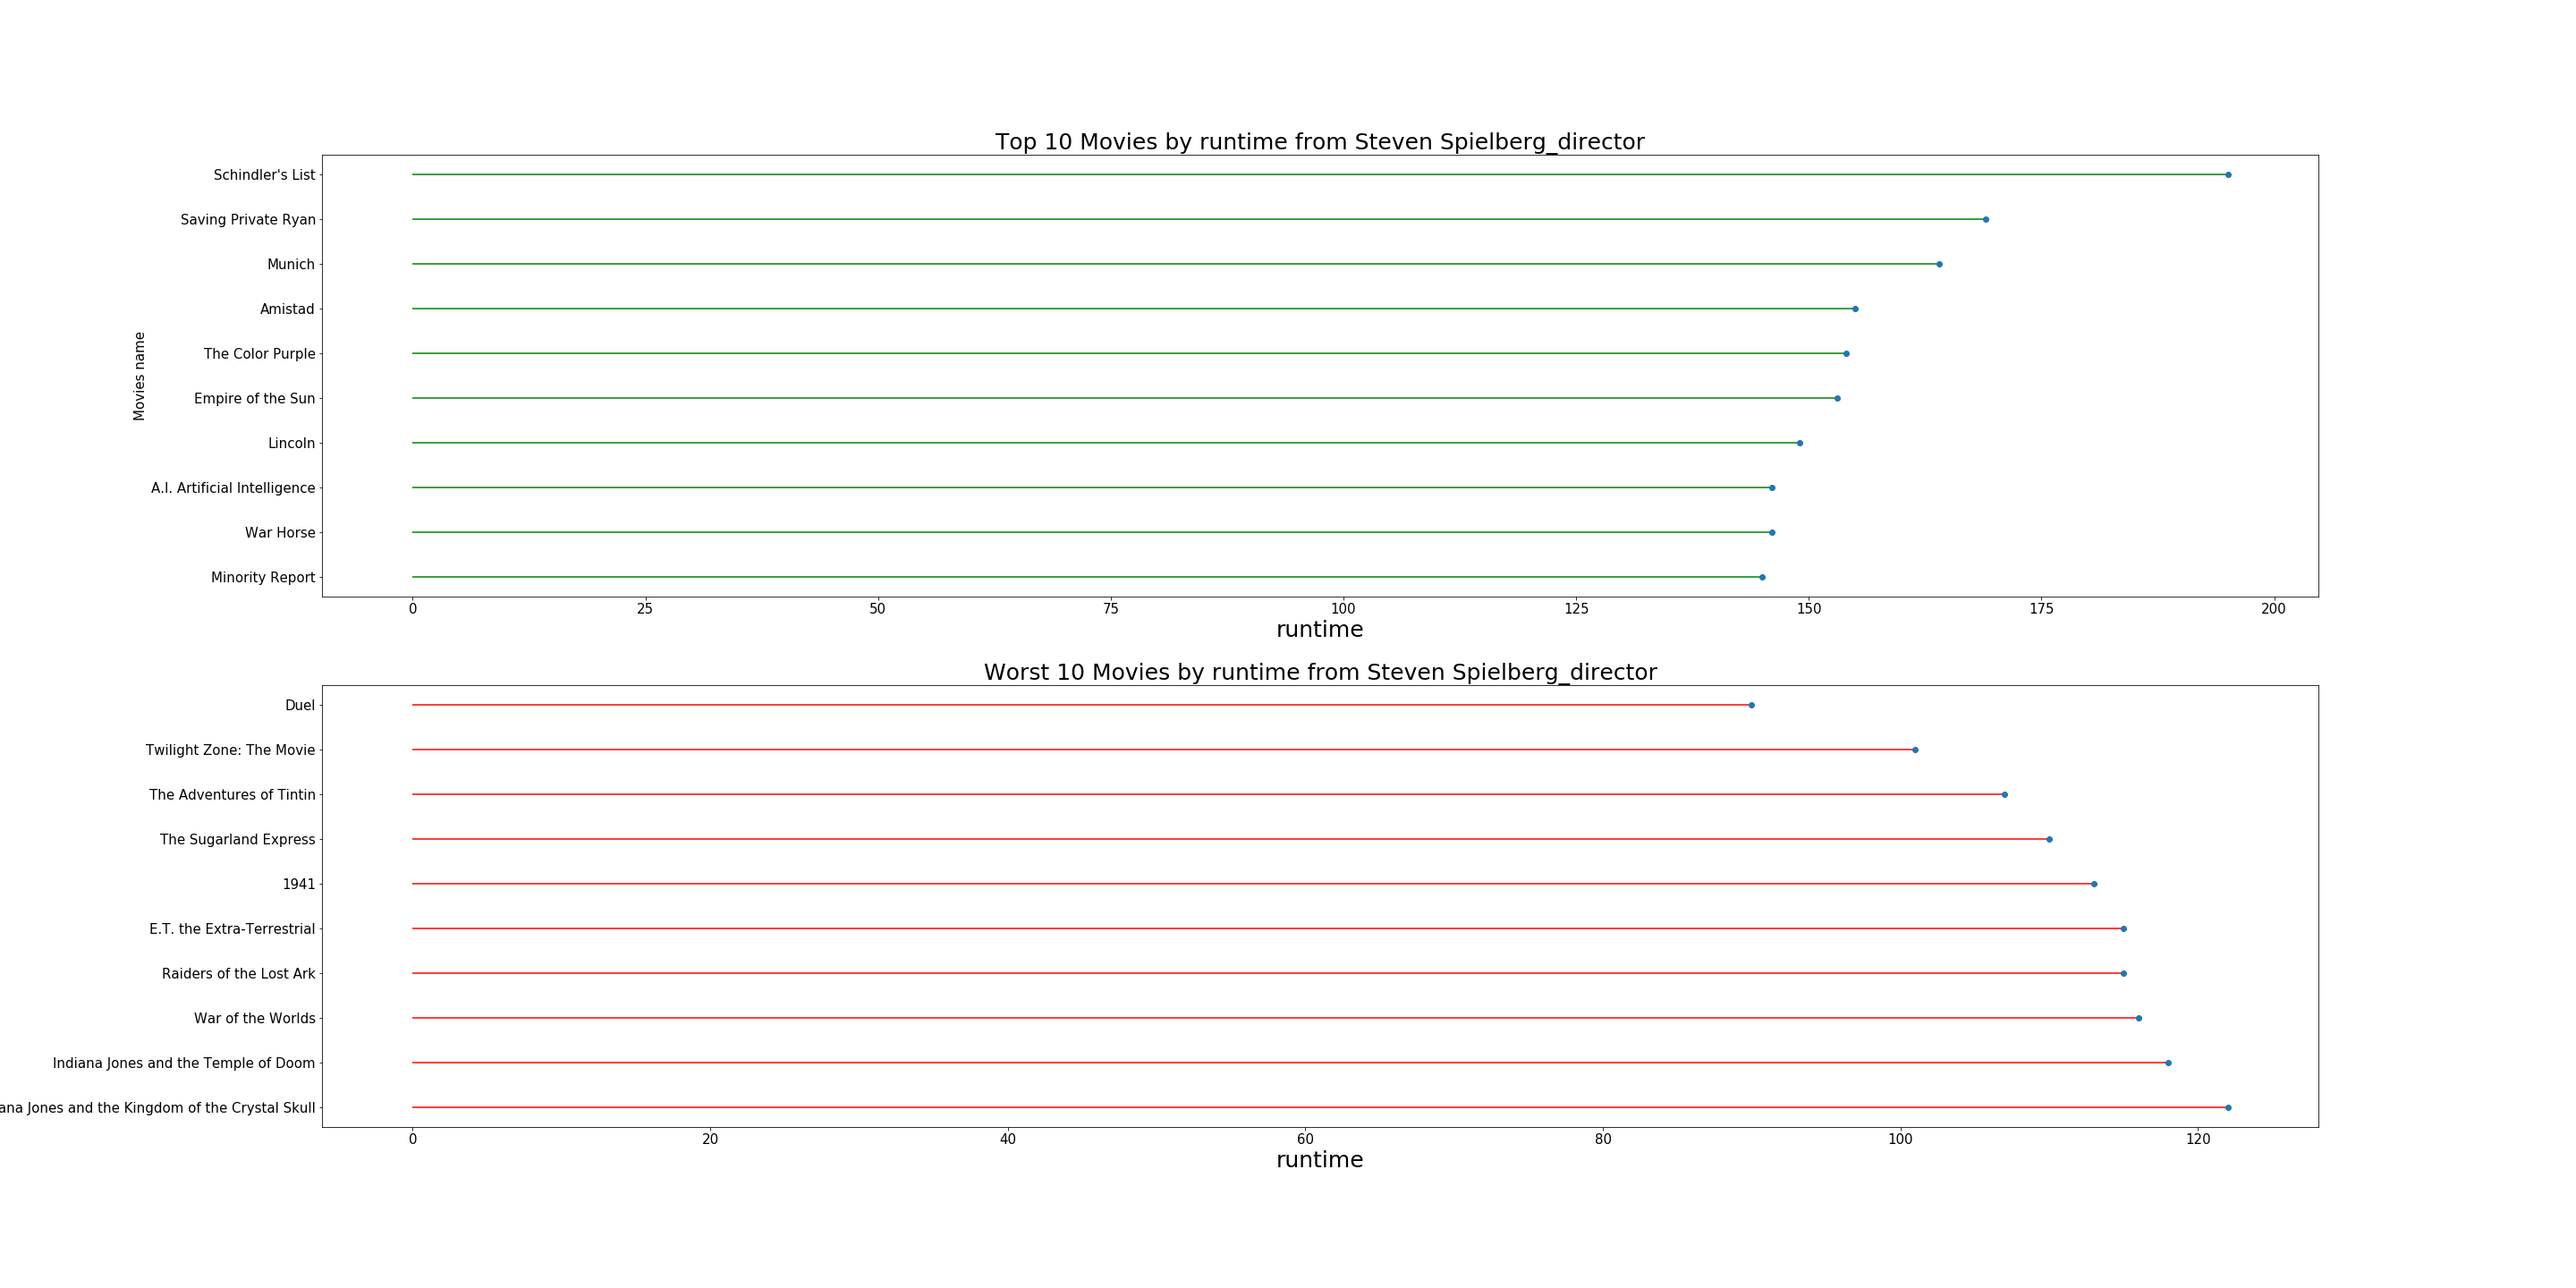 Top 10 Movies by runtime from Steven Spielberg_director
Movies name
Schindler's List
Saving Private Ryan
Munich
Amistad
The Color Purple
Empire of the Sun
Lincoln
A.I. Artificial Intelligence
War Horse
Minority Report
0 25 50 75 100 125 150 175 200
runtime
Worst 10 Movies by runtime from Steven Spielberg_director
Duel
Twilight Zone: The Movie
The Adventures of Tintin
The Sugarland Express
1941
E.T. the Extra-Terrestrial
Raiders of the Lost Ark
War of the Worlds
Indiana Jones and the Temple of Doom
ana Jones and the Kingdom of the Crystal Skull
0 20 40 60 80 100 120
runtime